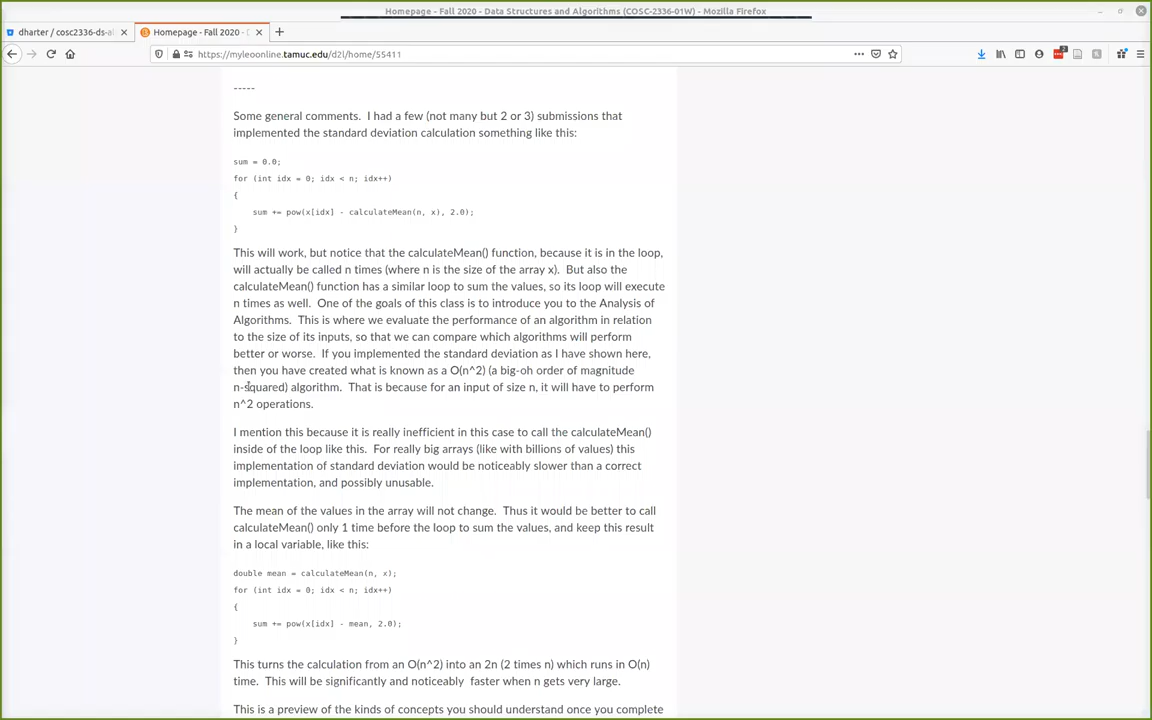 Homepage - Fall 2020 - Data Structures and Algorithms (COSC-2336-01W) - Mozilla Firefox
dharter / cosc2336-ds-al
Homepage - Fall 2020 -
https://myleoonline.tamuc.edu/d2l/home/55411
-----
Some general comments. I had a few (not many but 2 or 3) submissions that
implemented the standard deviation calculation something like this:
sum = 0.0;
for (int idx = 0; idx < n; idx++)
{
sum += pow(x[idx] - calculateMean(n, x), 2.0);
}
This will work, but notice that the calculateMean() function, because it is in the loop,
will actually be called n times (where n is the size of the array x). But also the
calculateMean() function has a similar loop to sum the values, so its loop will execute
n times as well. One of the goals of this class is to introduce you to the Analysis of
Algorithms. This is where we evaluate the performance of an algorithm in relation
to the size of its inputs, so that we can compare which algorithms will perform
better or worse. If you implemented the standard deviation as I have shown here,
then you have created what is known as a O(n^2) (a big-oh order of magnitude
n-squared) algorithm. That is because for an input of size n, it will have to perform
n^2 operations.
I mention this because it is really inefficient in this case to call the calculateMean()
inside of the loop like this. For really big arrays (like with billions of values) this
implementation of standard deviation would be noticeably slower than a correct
implementation, and possibly unusable.
The mean of the values in the array will not change. Thus it would be better to call
calculateMean() only 1 time before the loop to sum the values, and keep this result
in a local variable, like this:
double mean = calculateMean(n, x);
for (int idx = 0; idx < n; idx++)
{
sum += pow(x[idx] - mean, 2.0);
}
This turns the calculation from an O(n^2) into an 2n (2 times n) which runs in O(n)
time. This will be significantly and noticeably faster when n gets very large.
This is a preview of the kinds of concepts you should understand once you complete